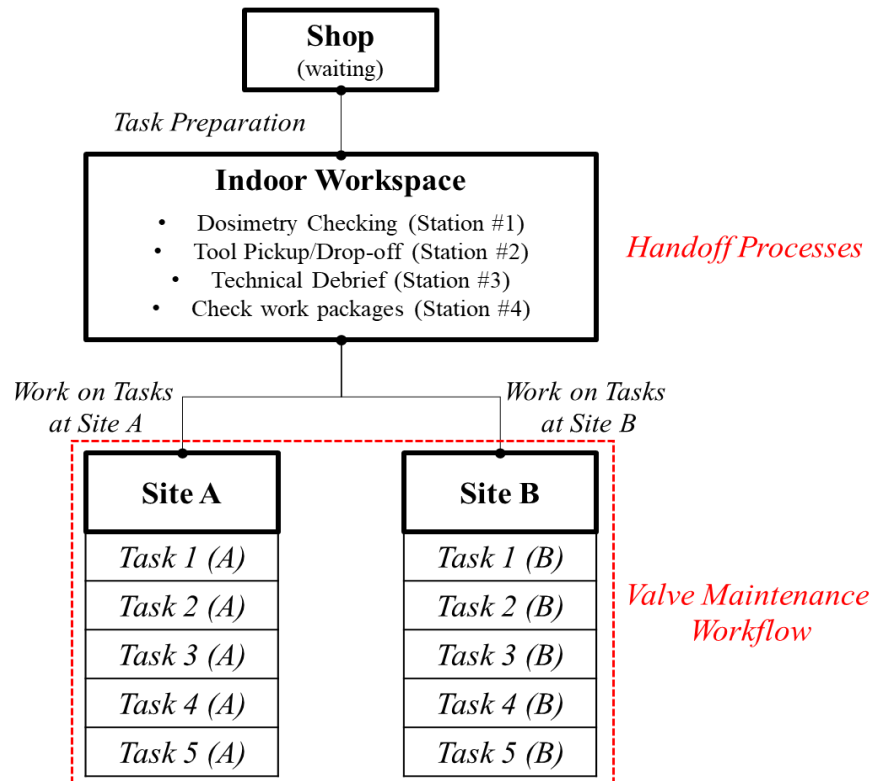 Shop
(waiting)
Task Preparation
Indoor Workspace
• Dosimetry Checking (Station #1)
• Tool Pickup/Drop-off (Station #2)
• Technical Debrief (Station #3)
• Check work packages (Station #4)
Handoff Processes
Work on Tasks
at Site A
Work on Tasks
at Site B
Site A
Task 1 (A)
Task 2 (A)
Task 3 (A)
Task 4 (A)
Task 5 (A)
Site B
Task 1 (B)
Task 2 (B)
Task 3 (B)
Task 4 (B)
Task 5 (B)
Valve Maintenance
Workflow